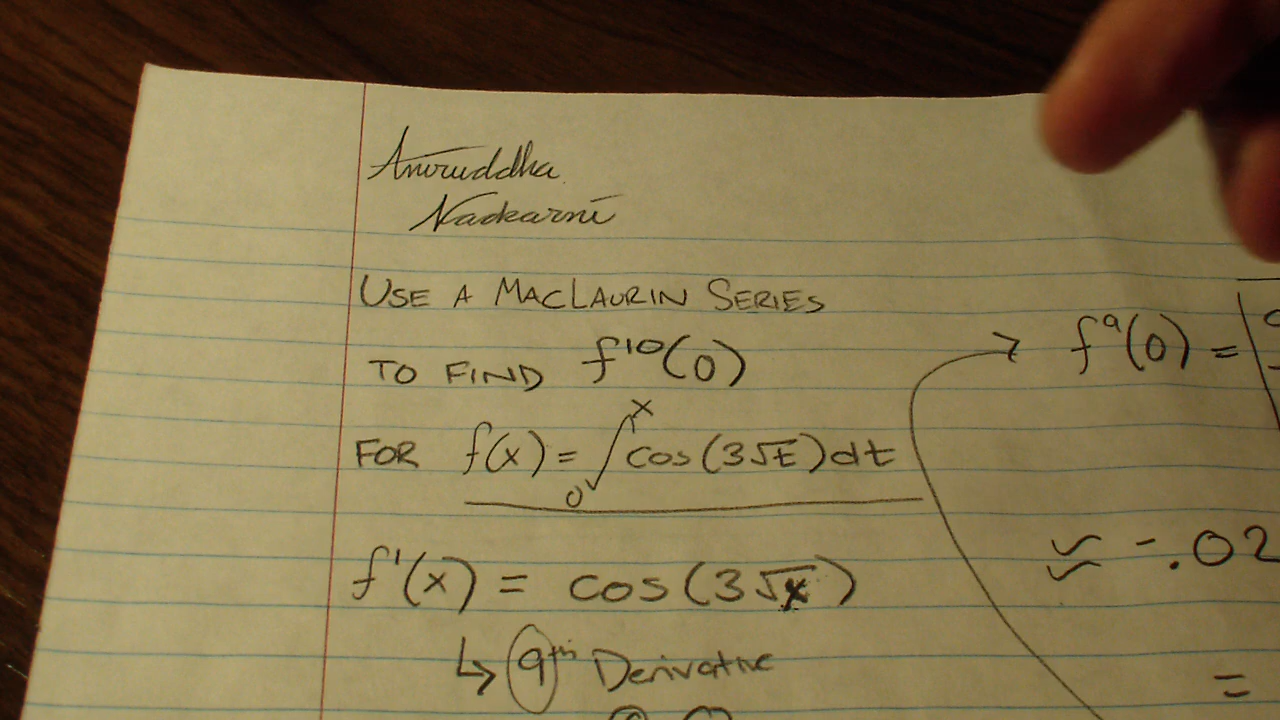 Aniruddha
Nadkarni
USE A MACLAURIN SERIES
TO FIND f¹⁰(0)
FOR f(x) = ∫₀ˣ cos(3√t)dt
f'(x) = cos(3√x)
↳ 9th Derivative
→ f⁹(0) =
≈ -.02
=